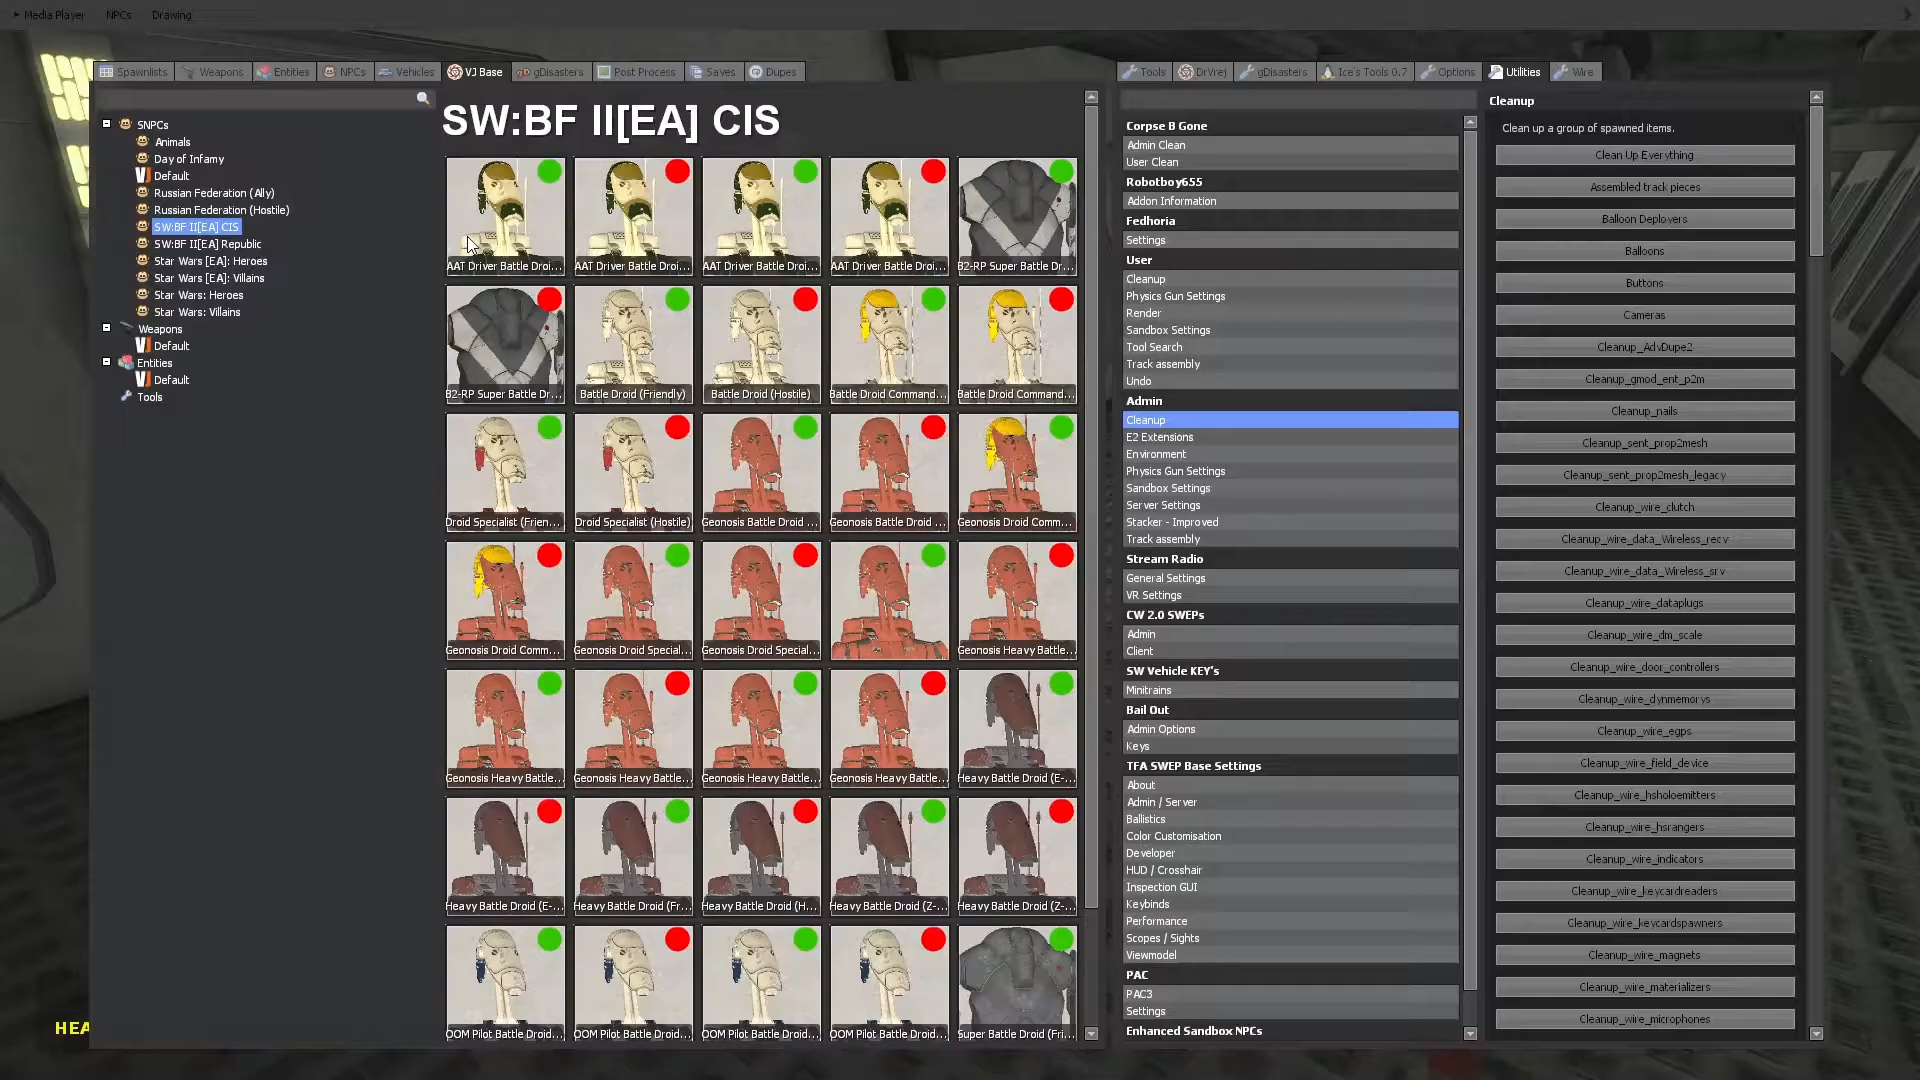 Media Player NPCs Drawing
Spawnlists Weapons Entities NPCs Vehicles VJ Base gDisasters Post Process Saves Dupes
Tools DrVrej gDisasters Ice's Tools 0.7 Options Utilities Wire
SNPCs
Animals
Day of Infamy
Default
Russian Federation (Ally)
Russian Federation (Hostile)
SW:BF II[EA] CIS
SW:BF II[EA] Republic
Star Wars [EA]: Heroes
Star Wars [EA]: Villains
Star Wars: Heroes
Star Wars: Villains
Weapons
Default
Entities
Default
Tools
SW:BF II[EA] CIS
AAT Driver Battle Droi... AAT Driver Battle Droi... AAT Driver Battle Droi... AAT Driver Battle Droi... B2-RP Super Battle Dr...
B2-RP Super Battle Dr... Battle Droid (Friendly) Battle Droid (Hostile) Battle Droid Command... Battle Droid Command...
Droid Specialist (Frien... Droid Specialist (Hostile) Geonosis Battle Droid ... Geonosis Battle Droid ... Geonosis Droid Comm...
Geonosis Droid Comm... Geonosis Droid Special... Geonosis Droid Special... Geonosis Heavy Battle...
Geonosis Heavy Battle... Geonosis Heavy Battle... Geonosis Heavy Battle... Geonosis Heavy Battle... Heavy Battle Droid (E-...
Heavy Battle Droid (E-... Heavy Battle Droid (Fr... Heavy Battle Droid (H... Heavy Battle Droid (Z-... Heavy Battle Droid (Z-...
OOM Pilot Battle Droid... OOM Pilot Battle Droid... OOM Pilot Battle Droid... OOM Pilot Battle Droid... Super Battle Droid (Fri...
Corpse B Gone
Admin Clean
User Clean
Robotboy655
Addon Information
Fedhoria
Settings
User
Cleanup
Physics Gun Settings
Render
Sandbox Settings
Tool Search
Track assembly
Undo
Admin
Cleanup
E2 Extensions
Environment
Physics Gun Settings
Sandbox Settings
Server Settings
Stacker - Improved
Track assembly
Stream Radio
General Settings
VR Settings
CW 2.0 SWEPs
Admin
Client
SW Vehicle KEY's
Minitrains
Bail Out
Admin Options
Keys
TFA SWEP Base Settings
About
Admin / Server
Ballistics
Color Customisation
Developer
HUD / Crosshair
Inspection GUI
Keybinds
Performance
Scopes / Sights
Viewmodel
PAC
PAC3
Settings
Enhanced Sandbox NPCs
Cleanup
Clean up a group of spawned items.
Clean Up Everything
Assembled track pieces
Balloon Deployers
Balloons
Buttons
Cameras
Cleanup_AdvDupe2
Cleanup_gmod_ent_p2m
Cleanup_nails
Cleanup_sent_prop2mesh
Cleanup_sent_prop2mesh_legacy
Cleanup_wire_clutch
Cleanup_wire_data_Wireless_recv
Cleanup_wire_data_Wireless_srv
Cleanup_wire_dataplugs
Cleanup_wire_dm_scale
Cleanup_wire_door_controllers
Cleanup_wire_dynmemorys
Cleanup_wire_egps
Cleanup_wire_field_device
Cleanup_wire_hsholoemitters
Cleanup_wire_hsrangers
Cleanup_wire_indicators
Cleanup_wire_keycardreaders
Cleanup_wire_keycardspawners
Cleanup_wire_magnets
Cleanup_wire_materializers
Cleanup_wire_microphones
HEA